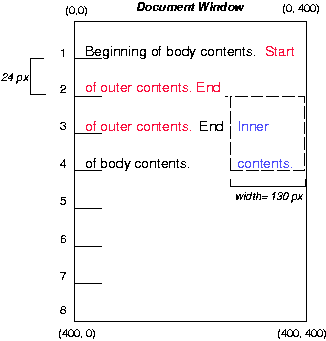 Document Window
(0,0) (0, 400)
1 Beginning of body contents. Start
24 px
2 of outer contents. End
3 of outer contents. End Inner
4 of body contents. contents.
5 width= 130 px
6
7
8
(400, 0) (400, 400)